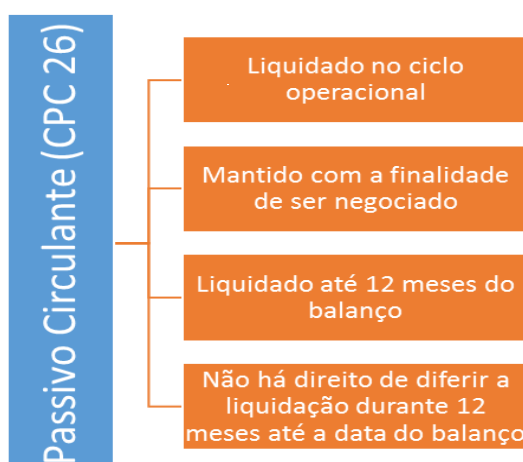 Passivo Circulante (CPC 26)
Liquidado no ciclo
operacional
Mantido com a finalidade
de ser negociado
Liquidado até 12 meses do
balanço
Não há direito de diferir a
liquidação durante 12
meses até a data do balanço